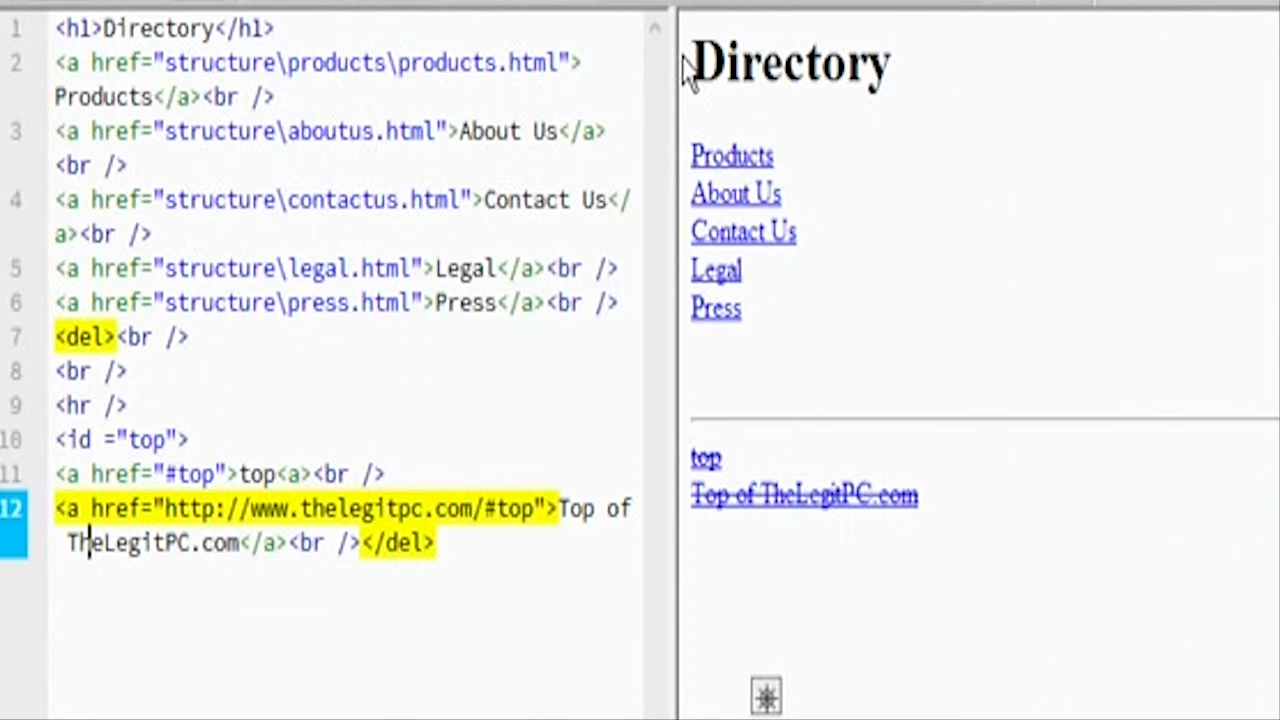 1 <h1>Directory</h1>
2 <a href="structure\products\products.html">
Products</a><br />
3 <a href="structure\aboutus.html">About Us</a>
<br />
4 <a href="structure\contactus.html">Contact Us</
a><br />
5 <a href="structure\legal.html">Legal</a><br />
6 <a href="structure\press.html">Press</a><br />
7 <del><br />
8 <br />
9 <hr />
10 <id ="top">
11 <a href="#top">top<a><br />
12 <a href="http://www.thelegitpc.com/#top">Top of
TheLegitPC.com</a><br /></del>
Directory
Products
About Us
Contact Us
Legal
Press
top
Top of TheLegitPC.com